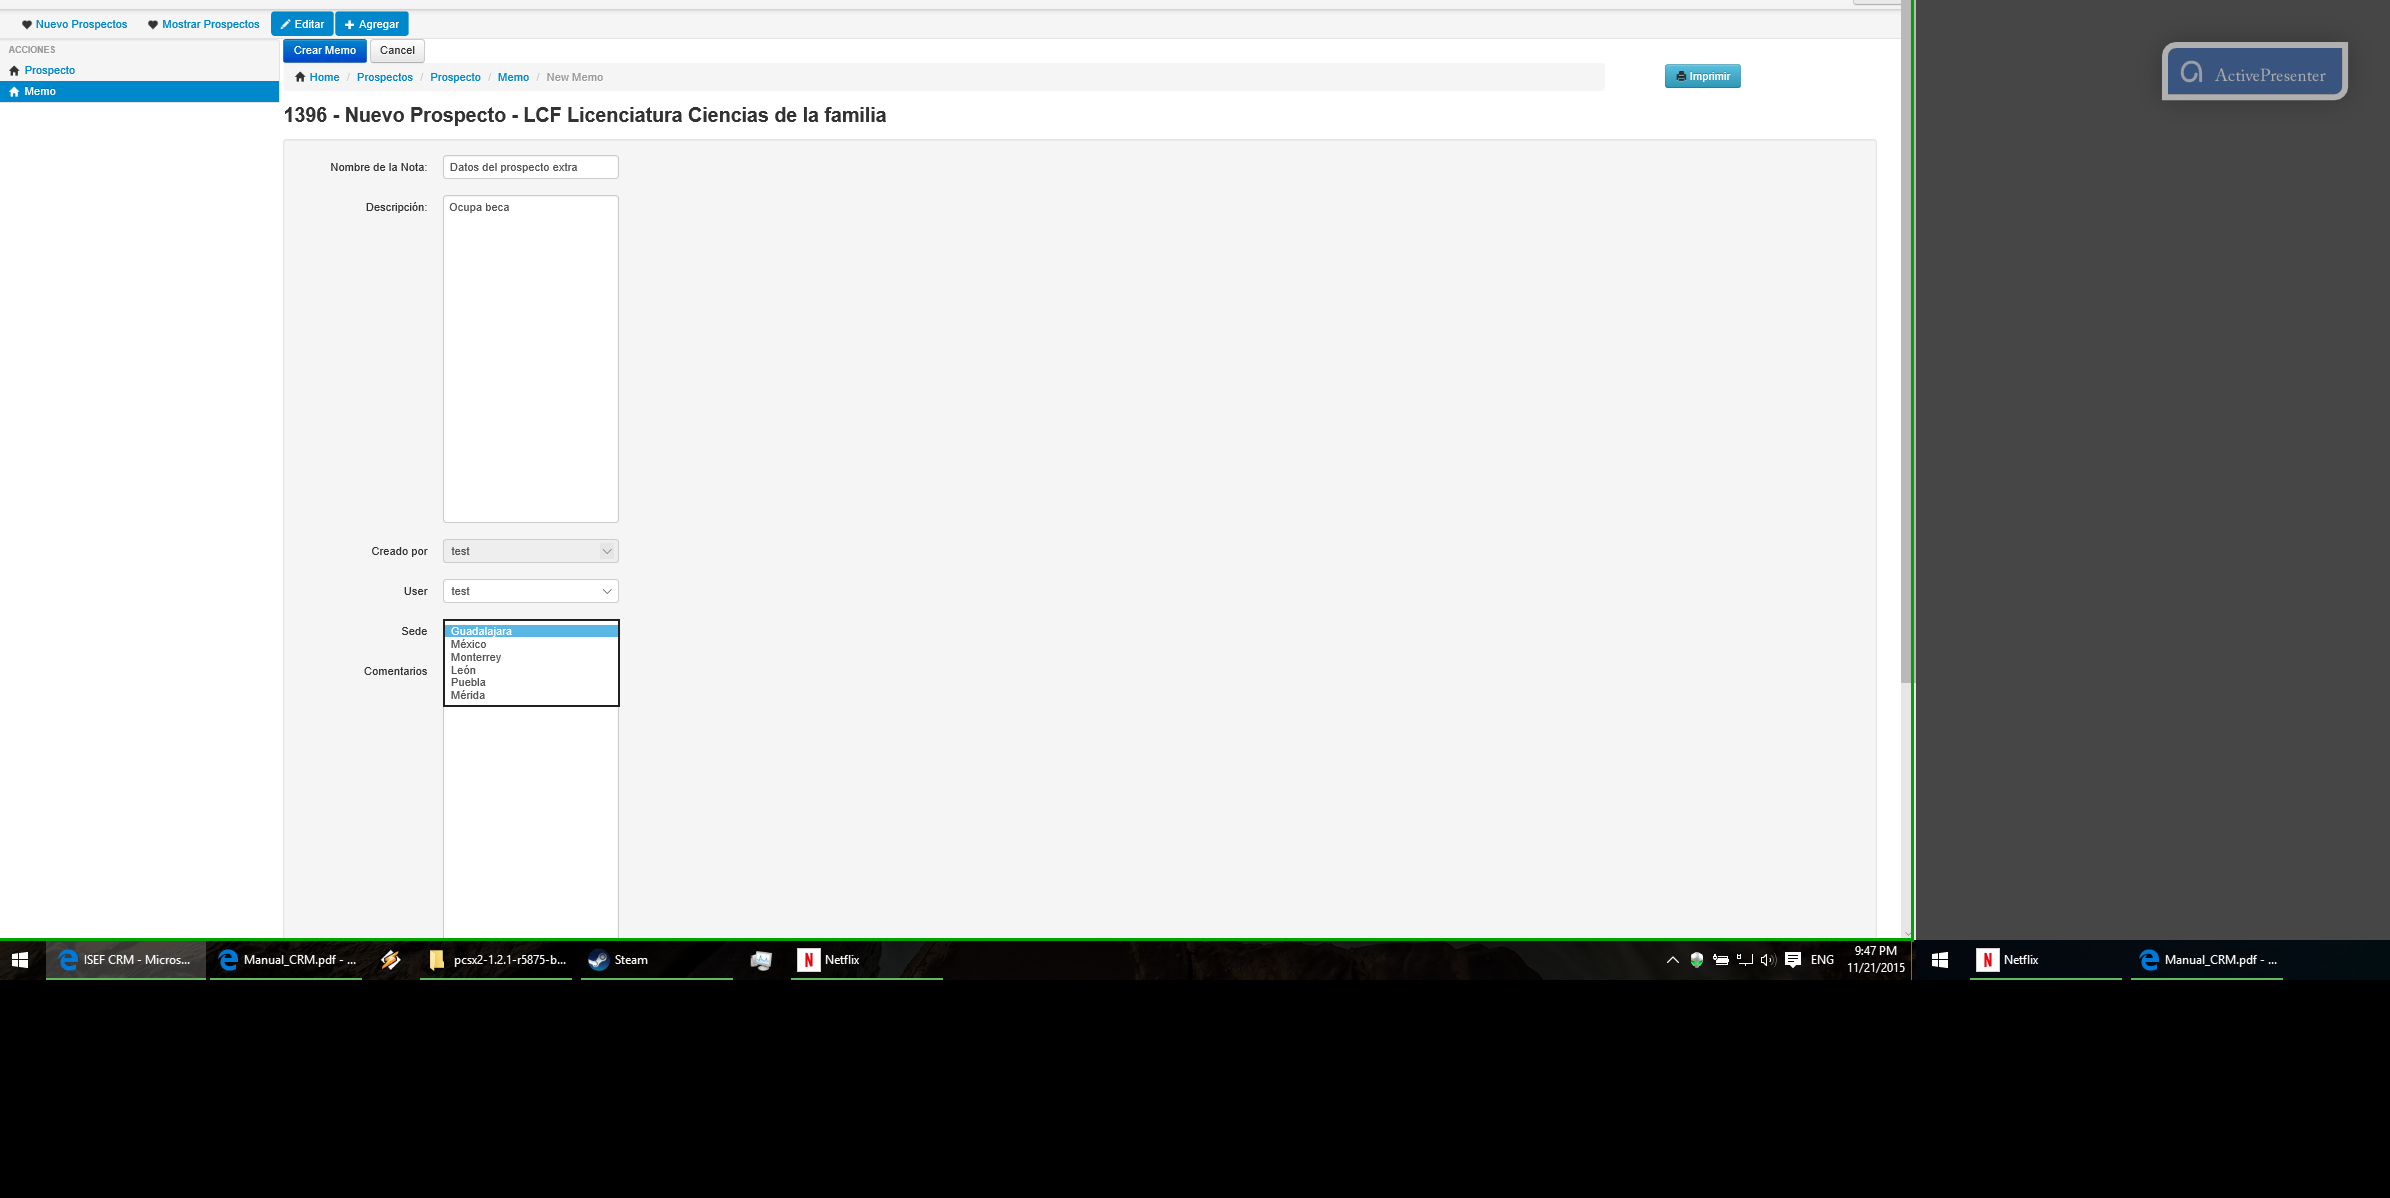 Nuevo Prospectos Mostrar Prospectos Editar Agregar
ACCIONES
Prospecto
Memo
Crear Memo Cancel
Home / Prospectos / Prospecto / Memo / New Memo
Imprimir
ActivePresenter
1396 - Nuevo Prospecto - LCF Licenciatura Ciencias de la familia
Nombre de la Nota: Datos del prospecto extra
Descripción: Ocupa beca
Creado por test
User test
Sede Guadalajara
México
Monterrey
Comentarios León
Puebla
Mérida
ISEF CRM - Micros... Manual_CRM.pdf - ... pcsx2-1.2.1-r5875-b... Steam N Netflix ENG 9:47 PM
11/21/2015
N Netflix Manual_CRM.pdf - ...